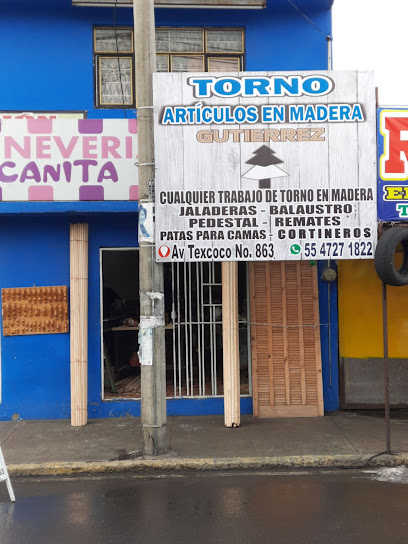 TORNO
ARTÍCULOS EN MADERA
GUTIERREZ
CUALQUIER TRABAJO DE TORNO EN MADERA
JALADERAS - BALAUSTRO
PEDESTAL - REMATES
PATAS PARA CAMAS - CORTINEROS
Av Texcoco No. 863 55 4727 1822
NEVERI
CANITA
R
E
T